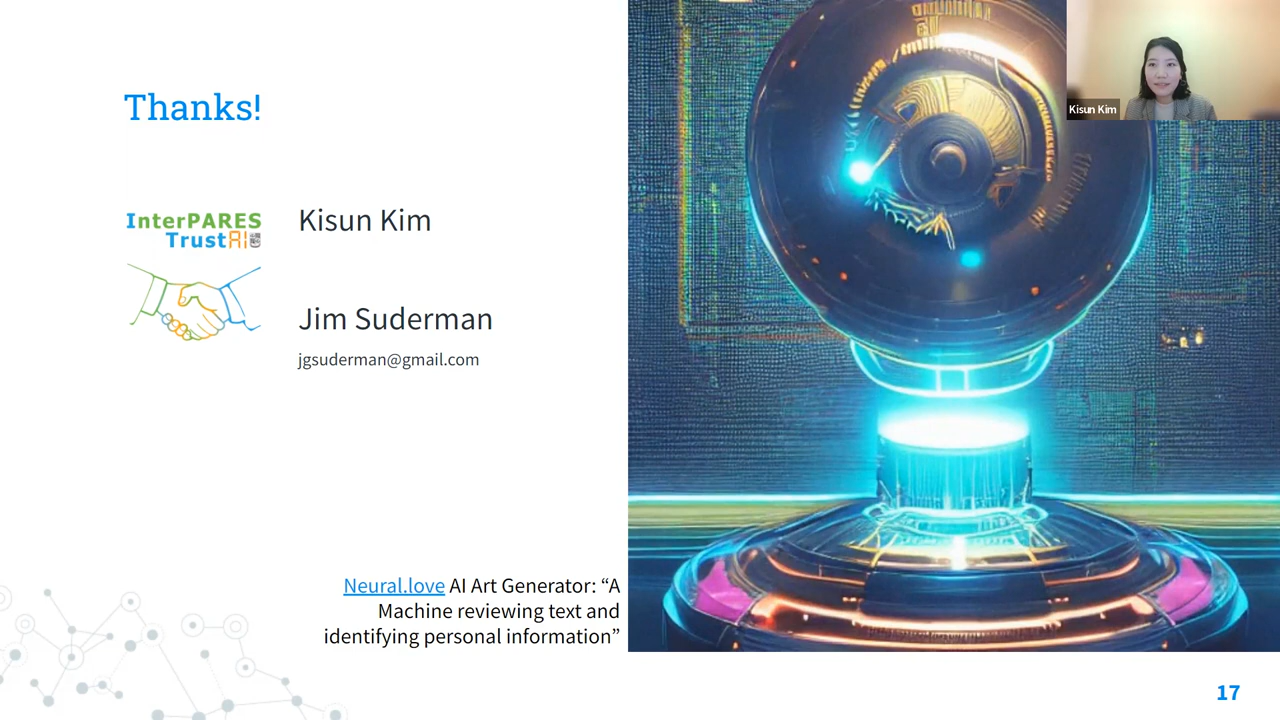 Thanks!
InterPARES
TrustAI
Kisun Kim
Jim Suderman
jgsuderman@gmail.com
Neural.love AI Art Generator: “A
Machine reviewing text and
identifying personal information”
Kisun Kim
17